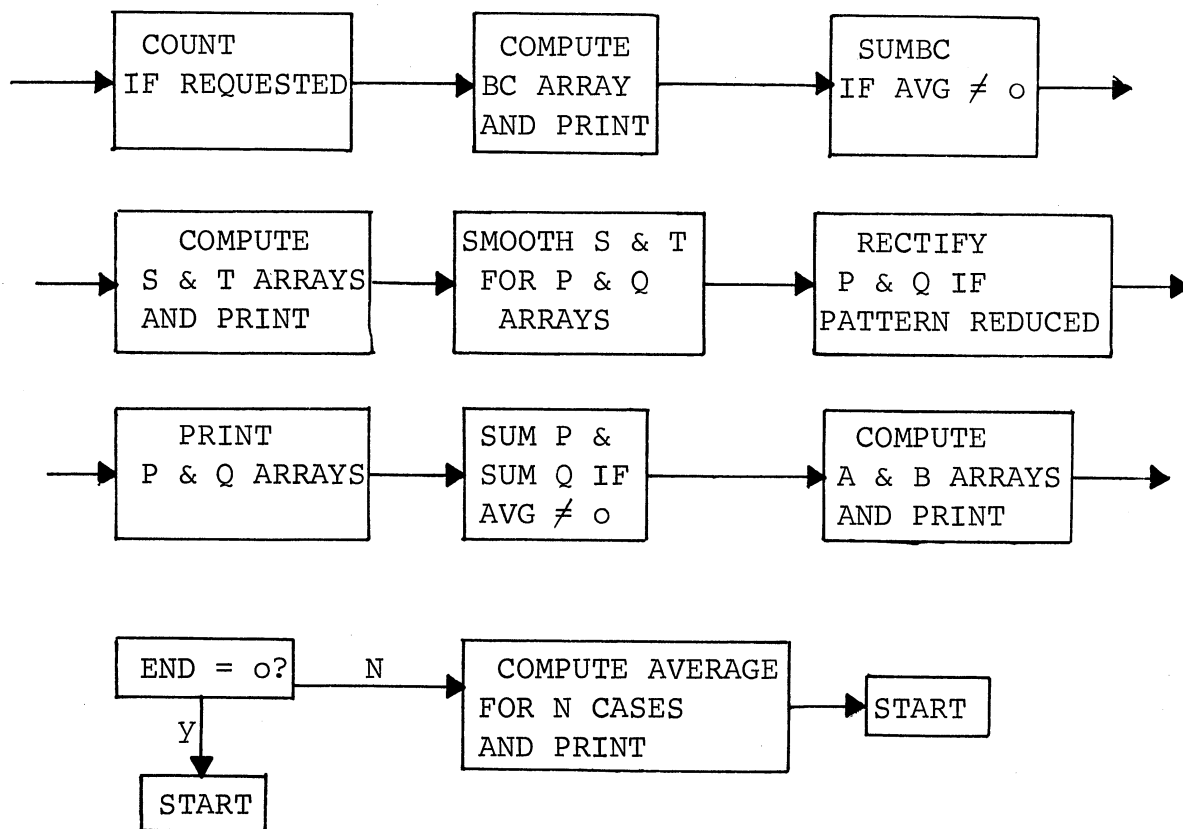 COUNT
IF REQUESTED
COMPUTE
BC ARRAY
AND PRINT
SUMBC
IF AVG ≠ o
COMPUTE
S & T ARRAYS
AND PRINT
SMOOTH S & T
FOR P & Q
ARRAYS
RECTIFY
P & Q IF
PATTERN REDUCED
PRINT
P & Q ARRAYS
SUM P &
SUM Q IF
AVG ≠ o
COMPUTE
A & B ARRAYS
AND PRINT
END = o?
N
COMPUTE AVERAGE
FOR N CASES
AND PRINT
START
y
START